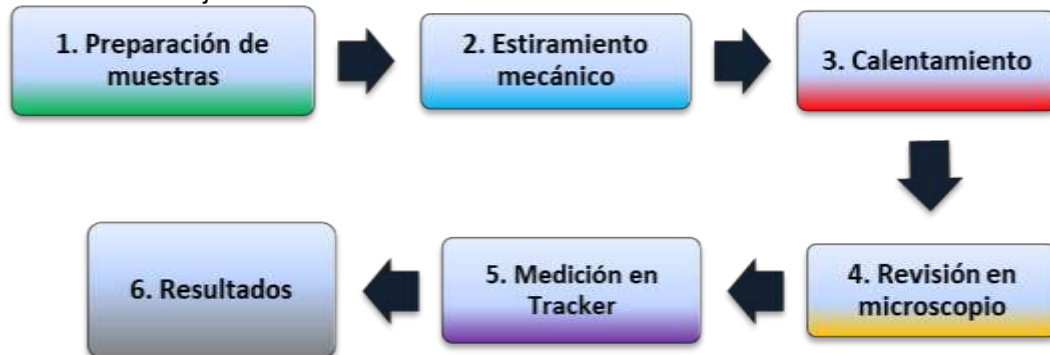 1. Preparación de
muestras
2. Estiramiento
mecánico
3. Calentamiento
4. Revisión en
microscopio
5. Medición en
Tracker
6. Resultados